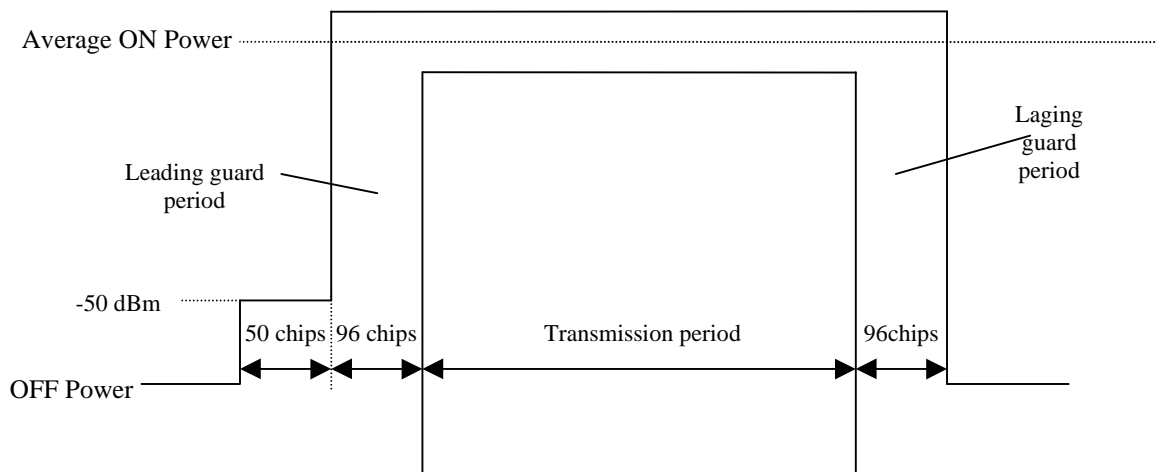 Average ON Power
Laging
guard
period
Leading guard
period
-50 dBm
50 chips
96 chips
Transmission period
96chips
OFF Power